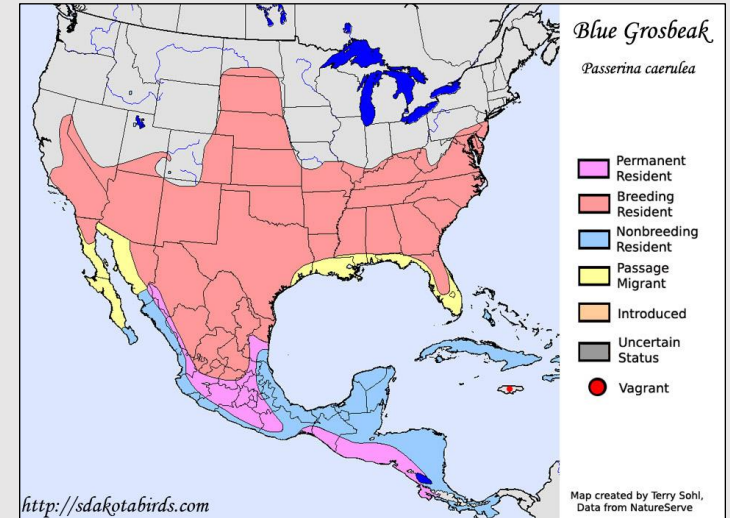 Blue Grosbeak
Passerina caerulea
Permanent
Resident
Breeding
Resident
Nonbreeding
Resident
Passage
Migrant
Introduced
Uncertain
Status
Vagrant
http://sdakotabirds.com
Map created by Terry Sohl,
Data from NatureServe